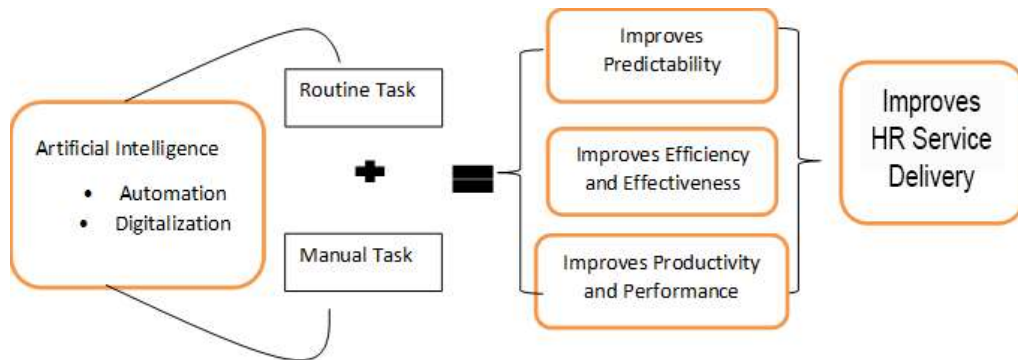 Artificial Intelligence
• Automation
• Digitalization
Routine Task
+
Manual Task
=
Improves
Predictability
Improves Efficiency
and Effectiveness
Improves Productivity
and Performance
Improves
HR Service
Delivery